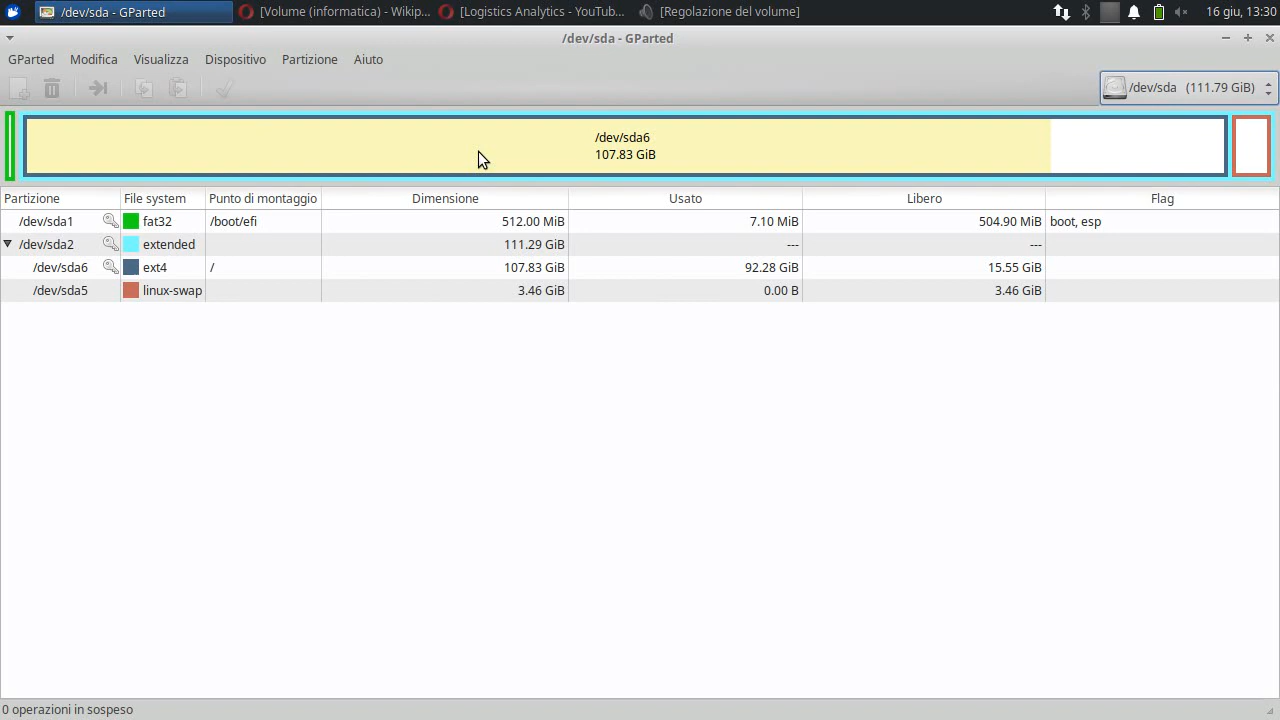 /dev/sda - GParted [Volume (informatica) - Wikip... [Logistics Analytics - YouTub... [Regolazione del volume] 16 giu, 13:30
/dev/sda - GParted
GParted Modifica Visualizza Dispositivo Partizione Aiuto
/dev/sda (111.79 GiB)
/dev/sda6
107.83 GiB
Partizione File system Punto di montaggio Dimensione Usato Libero Flag
/dev/sda1 fat32 /boot/efi 512.00 MiB 7.10 MiB 504.90 MiB boot, esp
/dev/sda2 extended 111.29 GiB --- ---
/dev/sda6 ext4 / 107.83 GiB 92.28 GiB 15.55 GiB
/dev/sda5 linux-swap 3.46 GiB 0.00 B 3.46 GiB
0 operazioni in sospeso